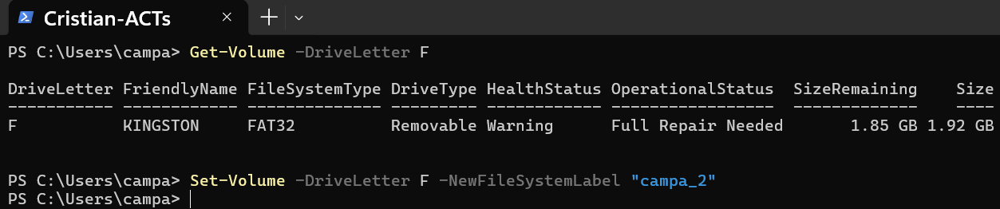 Cristian-ACTs
PS C:\Users\campa> Get-Volume -DriveLetter F
DriveLetter FriendlyName FileSystemType DriveType HealthStatus OperationalStatus SizeRemaining Size
----------- ------------ -------------- --------- ------------ ----------------- ------------- ----
F KINGSTON FAT32 Removable Warning Full Repair Needed 1.85 GB 1.92 GB
PS C:\Users\campa> Set-Volume -DriveLetter F -NewFileSystemLabel "campa_2"
PS C:\Users\campa>